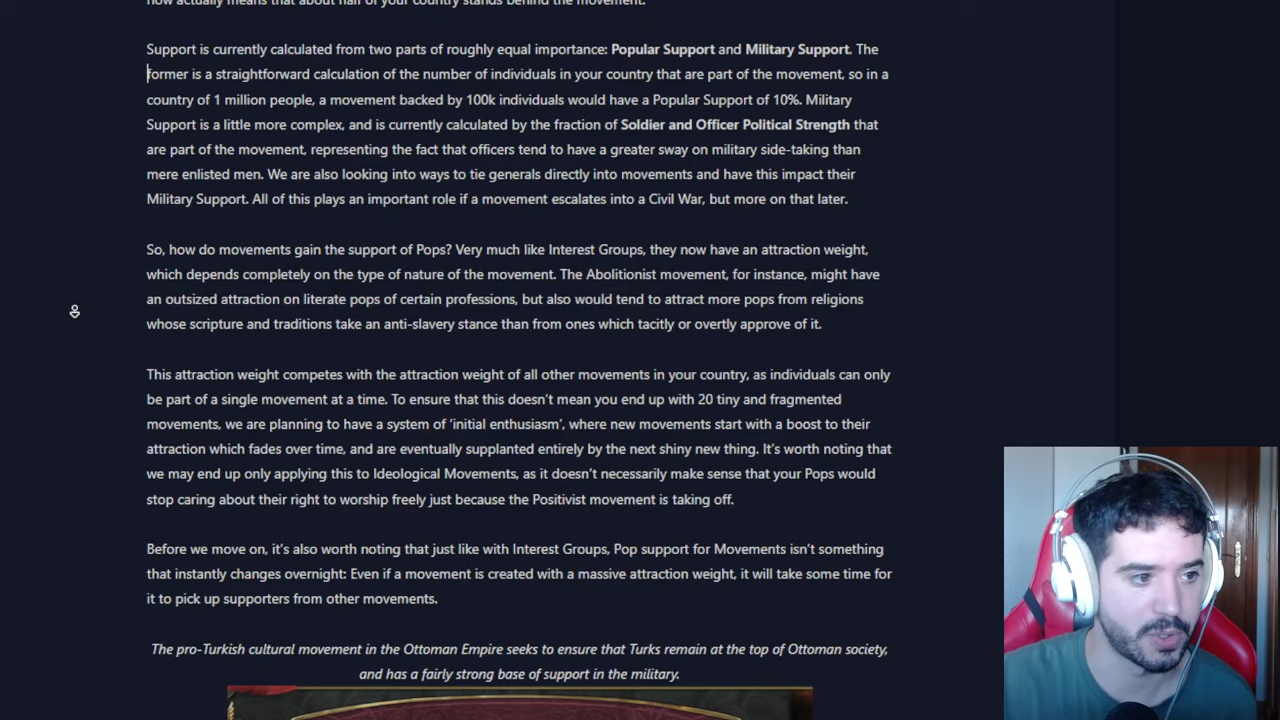 now actually means that about half of your country stands behind the movement.
Support is currently calculated from two parts of roughly equal importance: Popular Support and Military Support. The
former is a straightforward calculation of the number of individuals in your country that are part of the movement, so in a
country of 1 million people, a movement backed by 100k individuals would have a Popular Support of 10%. Military
Support is a little more complex, and is currently calculated by the fraction of Soldier and Officer Political Strength that
are part of the movement, representing the fact that officers tend to have a greater sway on military side-taking than
mere enlisted men. We are also looking into ways to tie generals directly into movements and have this impact their
Military Support. All of this plays an important role if a movement escalates into a Civil War, but more on that later.
So, how do movements gain the support of Pops? Very much like Interest Groups, they now have an attraction weight,
which depends completely on the type of nature of the movement. The Abolitionist movement, for instance, might have
an outsized attraction on literate pops of certain professions, but also would tend to attract more pops from religions
whose scripture and traditions take an anti-slavery stance than from ones which tacitly or overtly approve of it.
This attraction weight competes with the attraction weight of all other movements in your country, as individuals can only
be part of a single movement at a time. To ensure that this doesn’t mean you end up with 20 tiny and fragmented
movements, we are planning to have a system of ‘initial enthusiasm’, where new movements start with a boost to their
attraction which fades over time, and are eventually supplanted entirely by the next shiny new thing. It’s worth noting that
we may end up only applying this to Ideological Movements, as it doesn’t necessarily make sense that your Pops would
stop caring about their right to worship freely just because the Positivist movement is taking off.
Before we move on, it’s also worth noting that just like with Interest Groups, Pop support for Movements isn’t something
that instantly changes overnight: Even if a movement is created with a massive attraction weight, it will take some time for
it to pick up supporters from other movements.
The pro-Turkish cultural movement in the Ottoman Empire seeks to ensure that Turks remain at the top of Ottoman society,
and has a fairly strong base of support in the military.